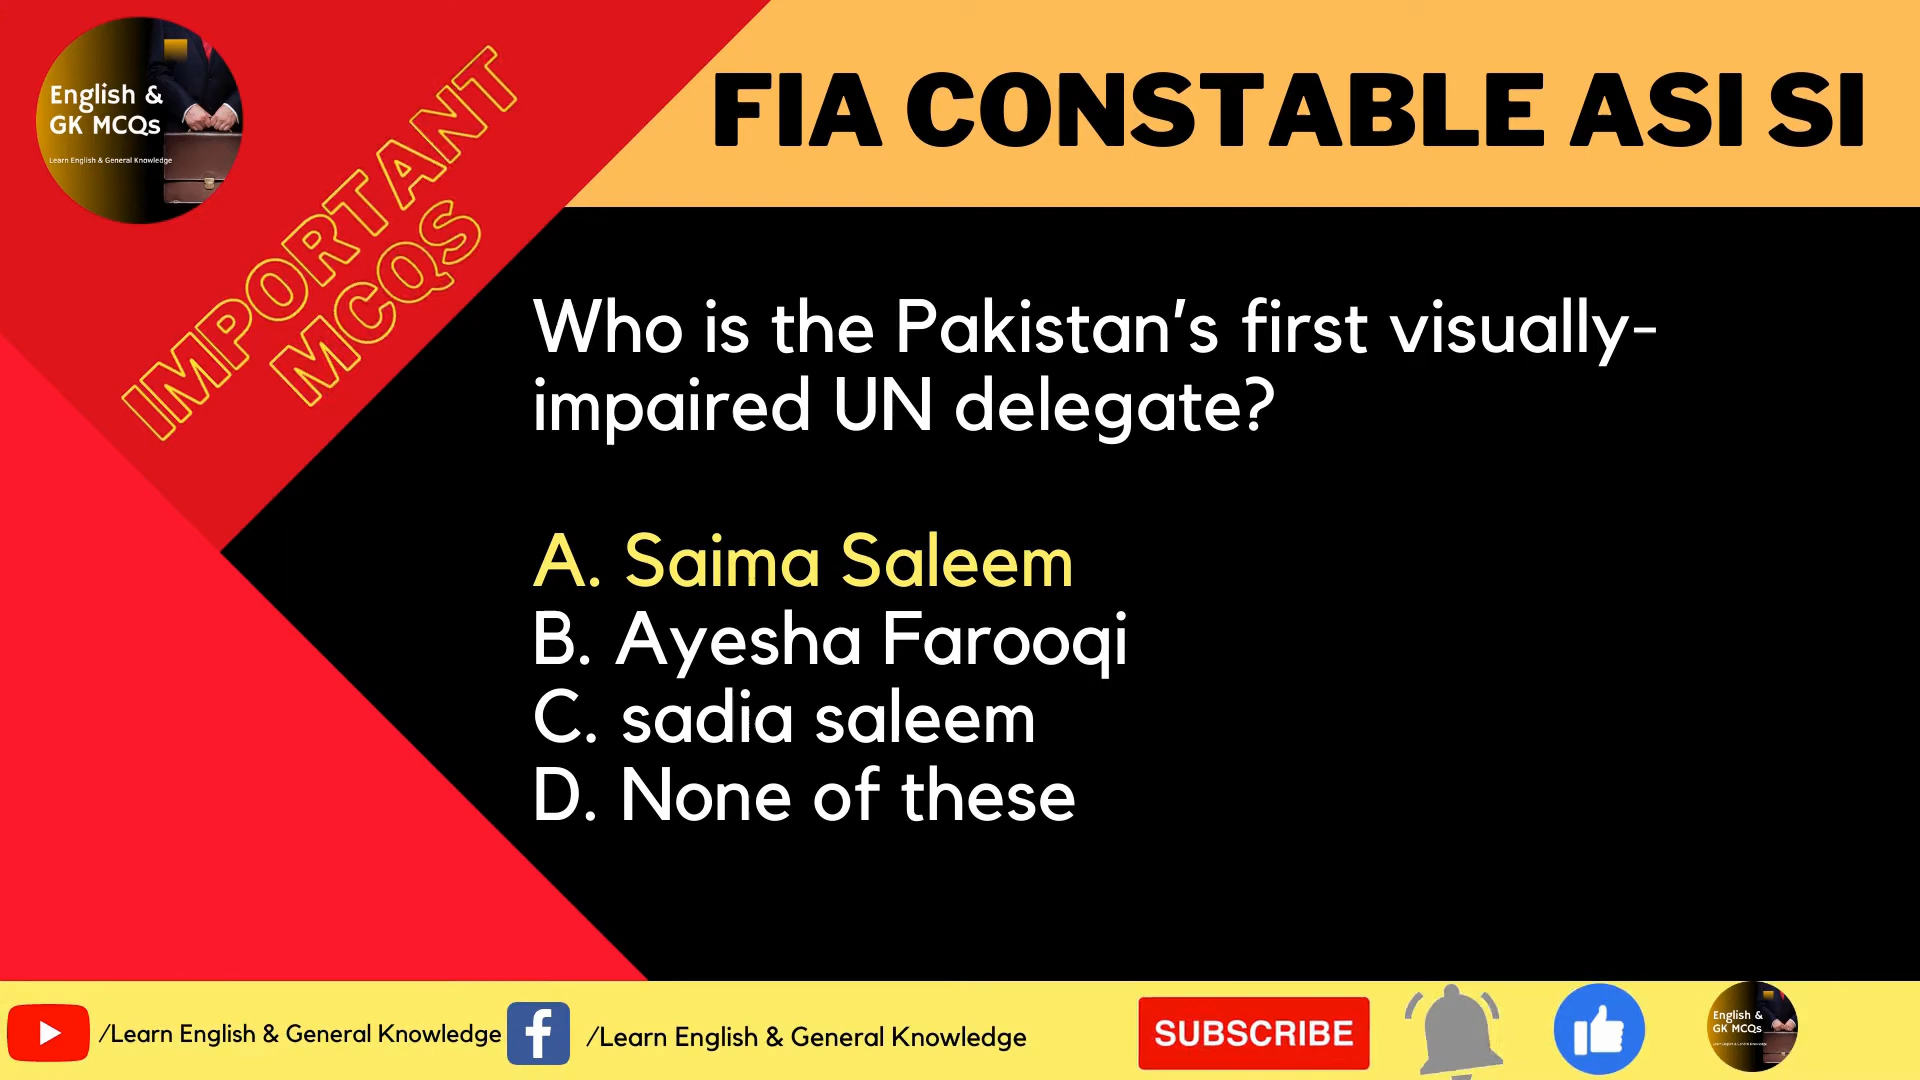 English &
GK MCQs
Learn English & General Knowledge
IMPORTANT
MCQS
FIA CONSTABLE ASI SI
Who is the Pakistan's first visually-
impaired UN delegate?
A. Saima Saleem
B. Ayesha Farooqi
C. sadia saleem
D. None of these
/Learn English & General Knowledge
/Learn English & General Knowledge
SUBSCRIBE
English &
GK MCQs